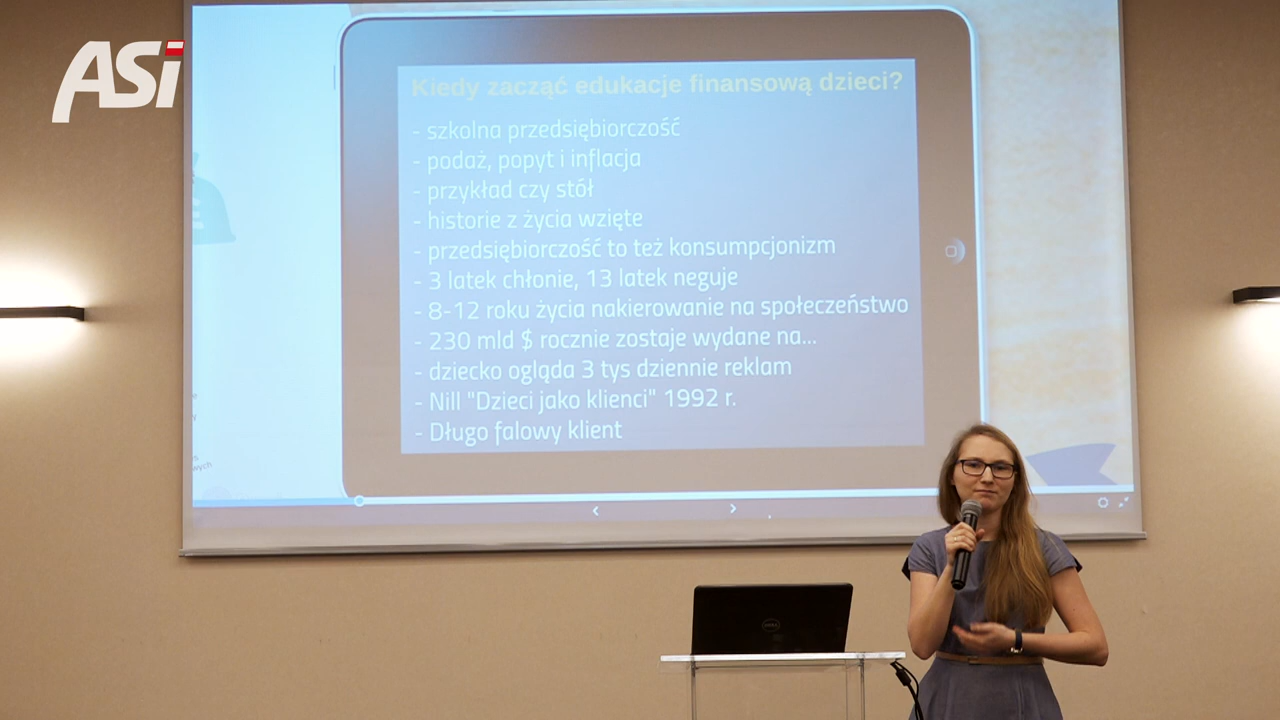 ASi
Kiedy zacząć edukacje finansową dzieci?
- szkolna przedsiębiorczość
- podaż, popyt i inflacja
- przykład czy stół
- historie z życia wzięte
- przedsiębiorczość to też konsumpcjonizm
- 3 latek chłonie, 13 latek neguje
- 8-12 roku życia nakierowanie na społeczeństwo
- 230 mld $ rocznie zostaje wydane na...
- dziecko ogląda 3 tys dziennie reklam
- Nill "Dzieci jako klienci" 1992 r.
- Długo falowy klient
DELL